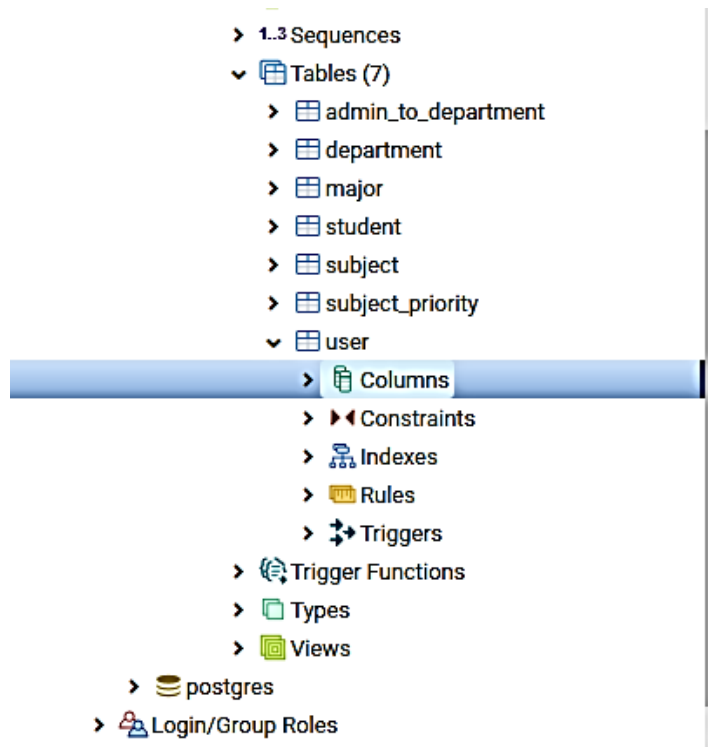 1..3 Sequences
Tables (7)
admin_to_department
department
major
student
subject
subject_priority
user
Columns
Constraints
Indexes
Rules
Triggers
Trigger Functions
Types
Views
postgres
Login/Group Roles